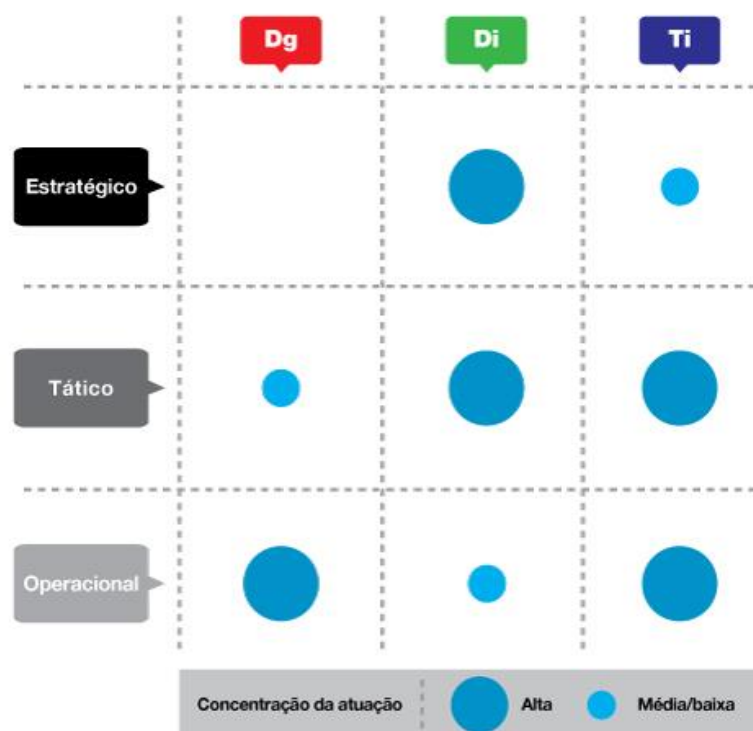 Dg
Di
Ti
Estratégico
Tático
Operacional
Concentração da atuação
Alta
Média/baixa